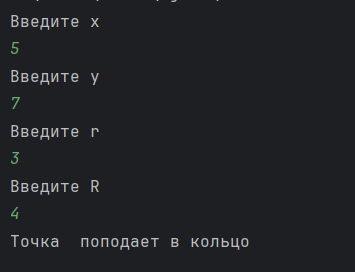 Введите x
5
Введите y
7
Введите r
3
Введите R
4
Точка  поподает в кольцо